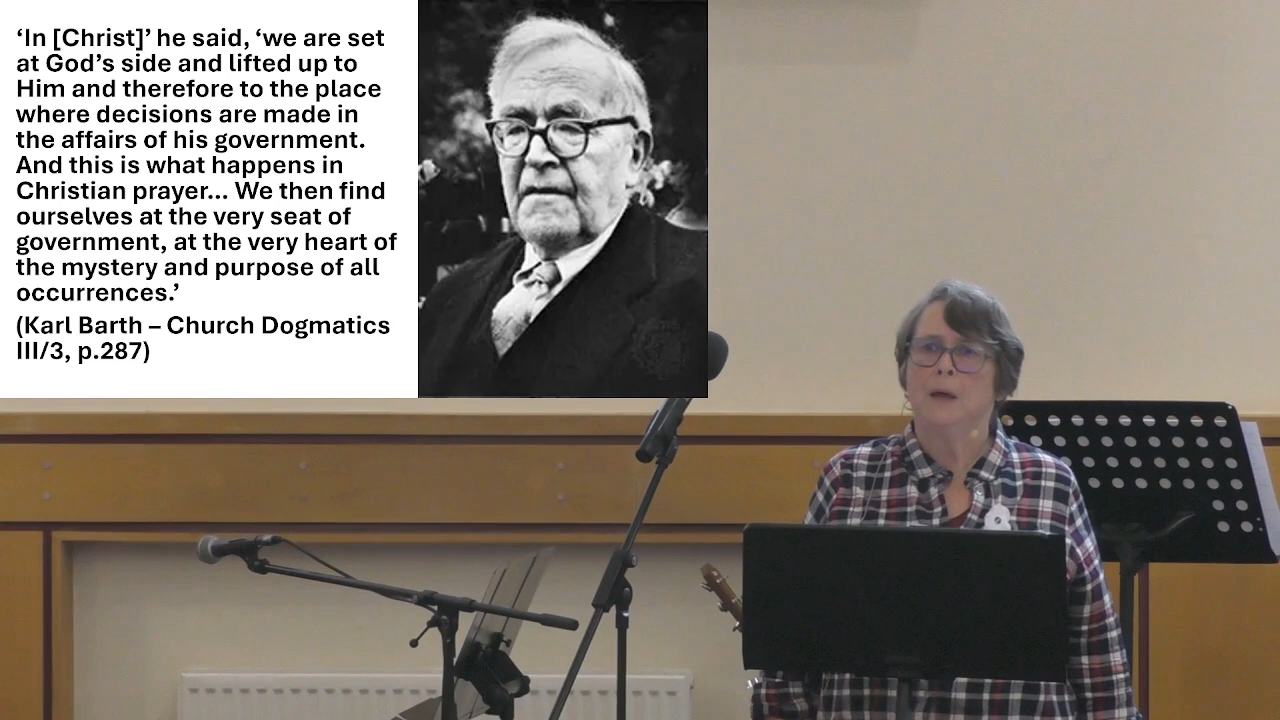 ‘In [Christ]’ he said, ‘we are set
at God’s side and lifted up to
Him and therefore to the place
where decisions are made in
the affairs of his government.
And this is what happens in
Christian prayer… We then find
ourselves at the very seat of
government, at the very heart of
the mystery and purpose of all
occurrences.’
(Karl Barth – Church Dogmatics
III/3, p.287)